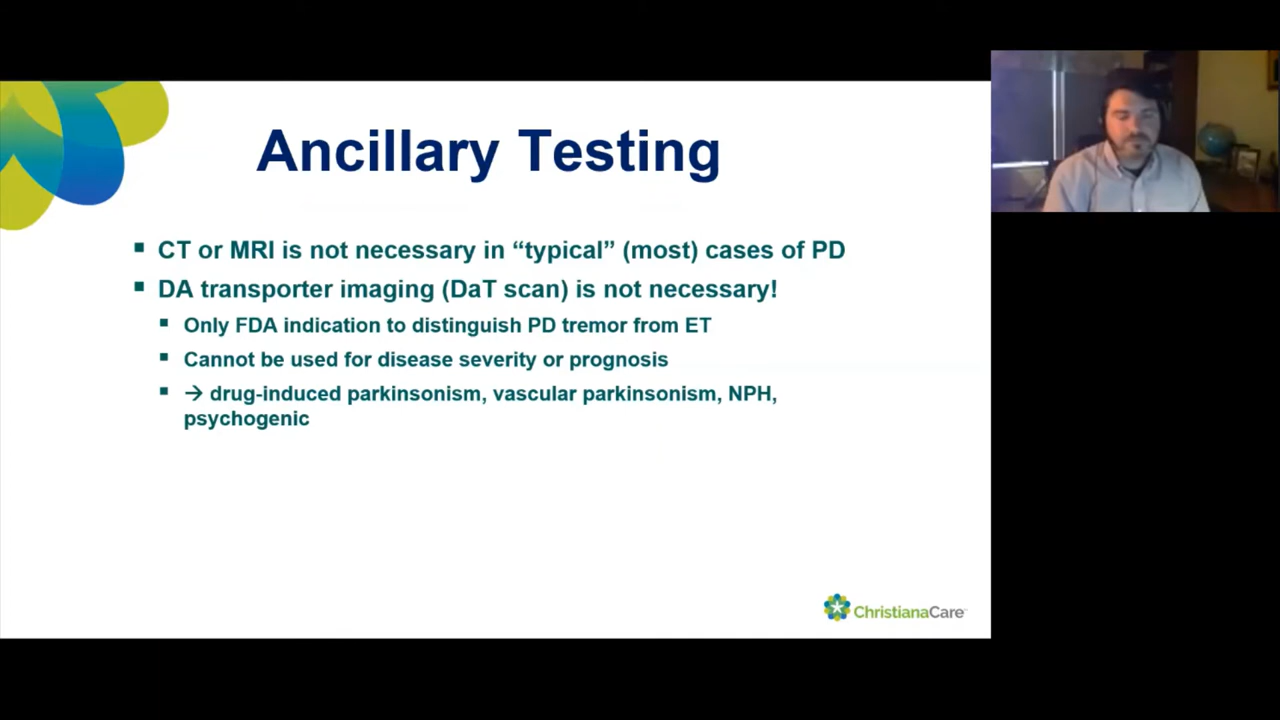 Ancillary Testing
▪ CT or MRI is not necessary in “typical” (most) cases of PD
▪ DA transporter imaging (DaT scan) is not necessary!
▪ Only FDA indication to distinguish PD tremor from ET
▪ Cannot be used for disease severity or prognosis
▪ → drug-induced parkinsonism, vascular parkinsonism, NPH,
psychogenic
ChristianaCare™